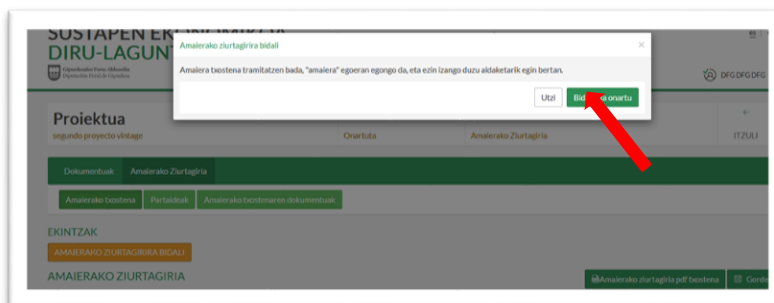 SUSTAPEN EKONOMIKOA
DIRU-LAGUN
Gipuzkoako Foru Aldundia
Diputación Foral de Gipuzkoa
Amaierako ziurtagirira bidali
×
Amaiera txostena tramitatzen bada, "amaiera" egoeran egongo da, eta ezin izango duzu aldaketarik egin bertan.
Utzi
onartu
DFG DFG DFG
Proiektua
segundo proyecto vintage
Onartuta
Amaierako Ziurtagiria
ITZULI
Dokumentuak
Amaierako Ziurtagiria
Amaierako txostena
Partaideak
Amaierako txostenaren dokumentuak
EKINTZAK
AMAIERAKO ZIURTAGIRIRA BIDALI
AMAIERAKO ZIURTAGIRIA
Amaierako ziurtagiria pdf txostena
Gorde